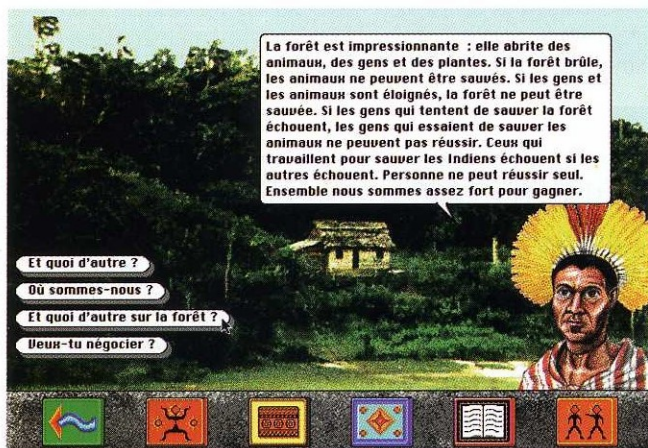 La forêt est impressionnante : elle abrite des
animaux, des gens et des plantes. Si la forêt brûle,
les animaux ne peuvent être sauvés. Si les gens et
les animaux sont éloignés, la forêt ne peut être
sauvée. Si les gens qui tentent de sauver la forêt
échouent, les gens qui essaient de sauver les
animaux ne peuvent pas réussir. Ceux qui
travaillent pour sauver les Indiens échouent si les
autres échouent. Personne ne peut réussir seul.
Ensemble nous sommes assez fort pour gagner.
Et quoi d'autre ?
Où sommes-nous ?
Et quoi d'autre sur la forêt ?
Veux-tu négocier ?